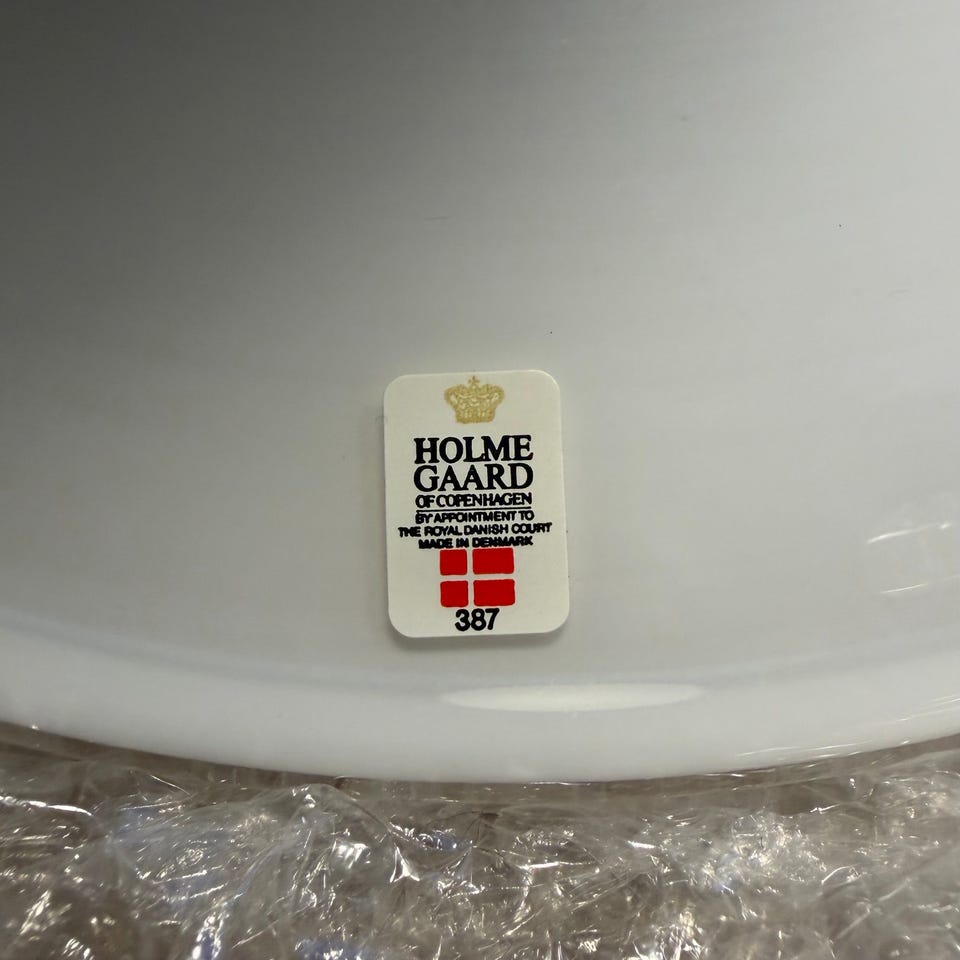 HOLME
GAARD
OF COPENHAGEN
BY APPOINTMENT TO
THE ROYAL DANISH COURT
MADE IN DENMARK
387